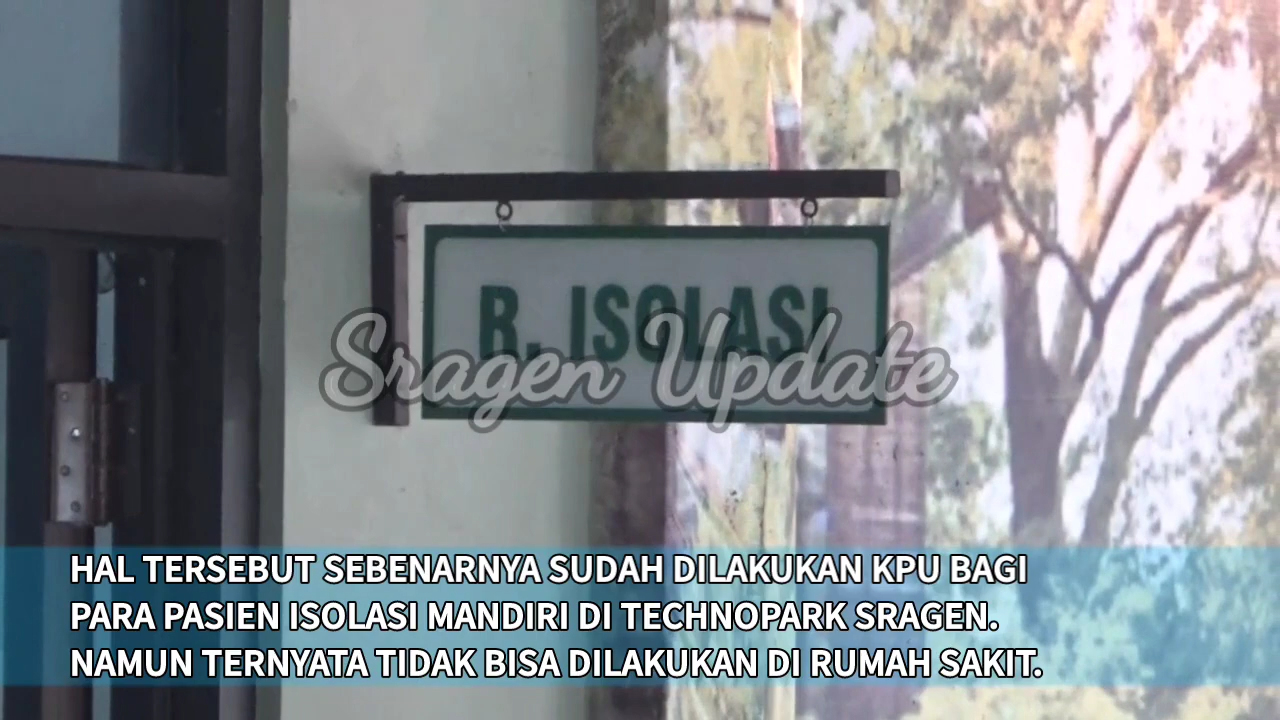 R. ISOLASI
Sragen Update
HAL TERSEBUT SEBENARNYA SUDAH DILAKUKAN KPU BAGI
PARA PASIEN ISOLASI MANDIRI DI TECHNOPARK SRAGEN.
NAMUN TERNYATA TIDAK BISA DILAKUKAN DI RUMAH SAKIT.